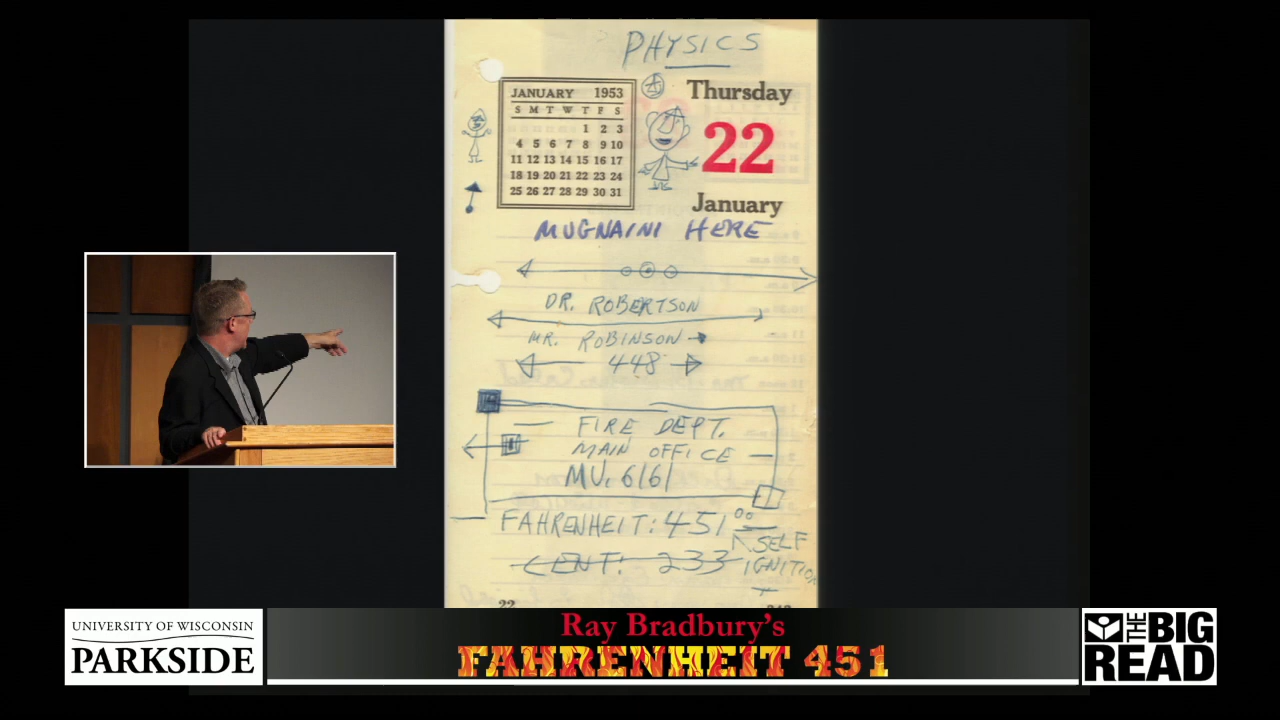 PHYSICS
JANUARY 1953
S M T W T F S
1 2 3
4 5 6 7 8 9 10
11 12 13 14 15 16 17
18 19 20 21 22 23 24
25 26 27 28 29 30 31
Thursday
22
January
MUGNAINI HERE
DR. ROBERTSON
MR. ROBINSON
448
FIRE DEPT.
MAIN OFFICE
MU. 6161
FAHRENHEIT: 451°
SELF
IGNITION
CENT: 233
22
UNIVERSITY OF WISCONSIN
PARKSIDE
Ray Bradbury's
FAHRENHEIT 451
THE BIG
READ